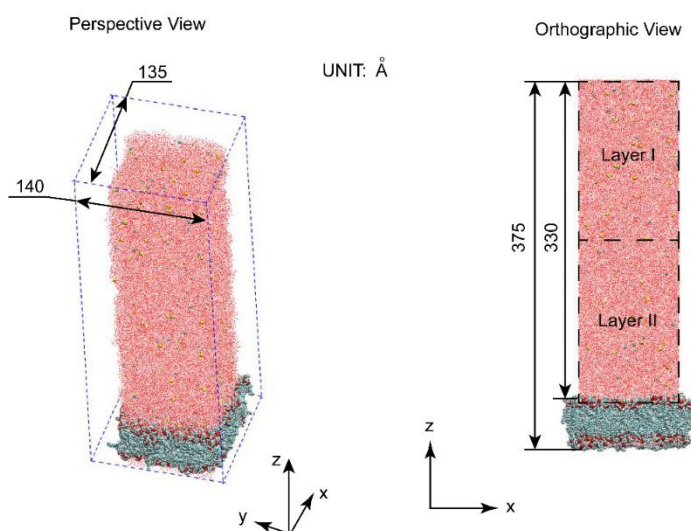 Perspective View
Orthographic View
UNIT: Å
135
140
375
330
Layer I
Layer II
z
x
y
z
x